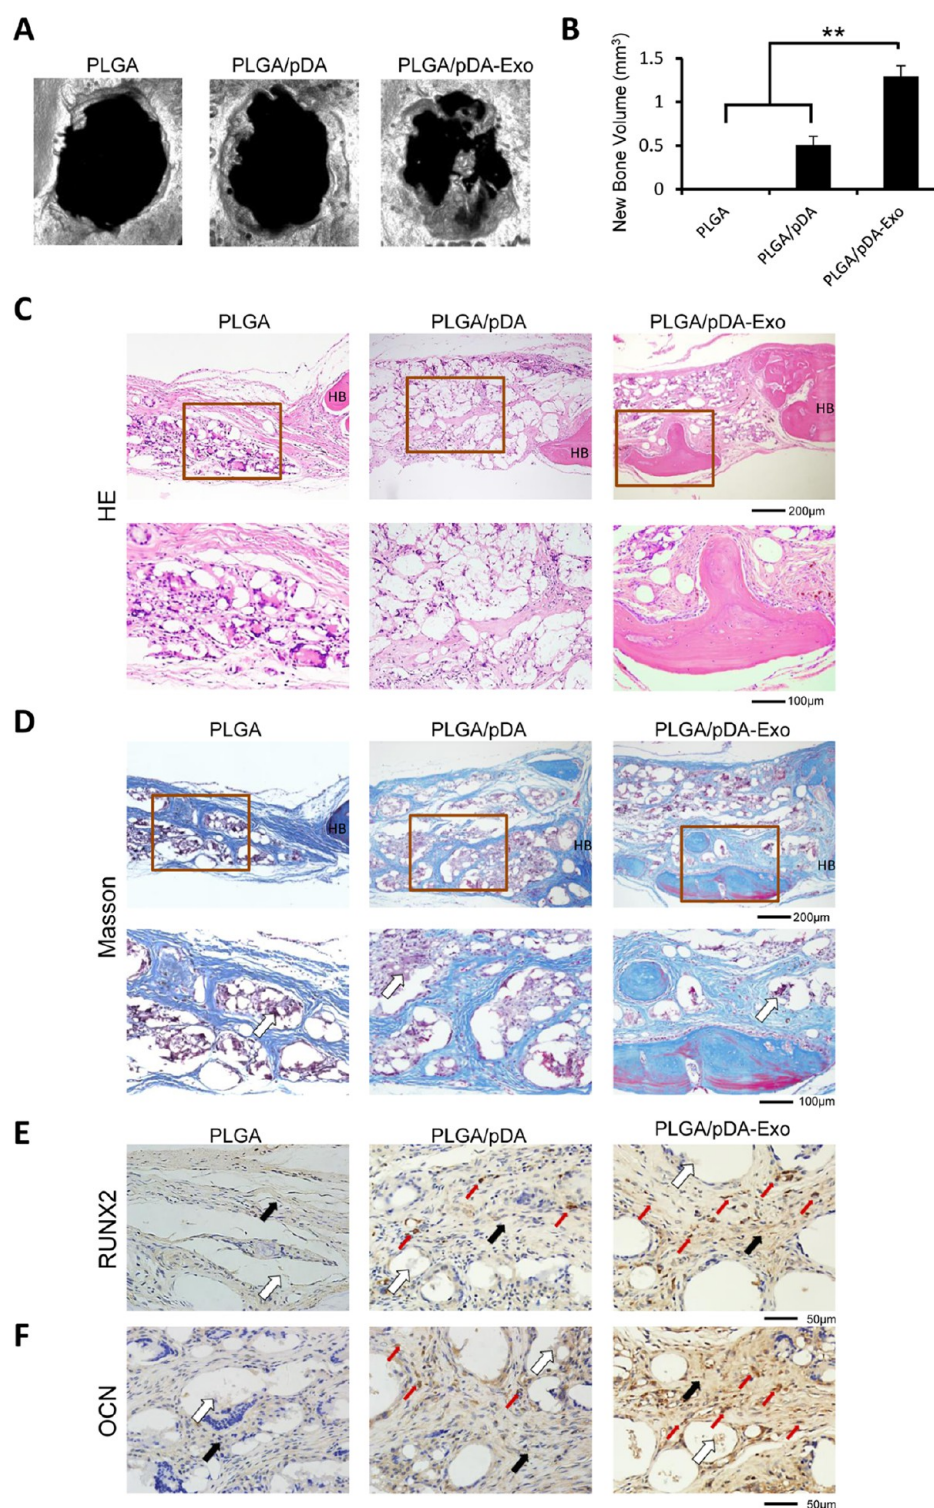 A
PLGA PLGA/pDA PLGA/pDA-Exo
B
New Bone Volume (mm³)
1.5
1
0.5
0
**
PLGA
PLGA/pDA
PLGA/pDA-Exo
C
PLGA PLGA/pDA PLGA/pDA-Exo
HE
HB HB HB
200μm
100μm
D
PLGA PLGA/pDA PLGA/pDA-Exo
Masson
HB HB HB
200μm
100μm
E
PLGA PLGA/pDA PLGA/pDA-Exo
RUNX2
50μm
F
OCN
50μm